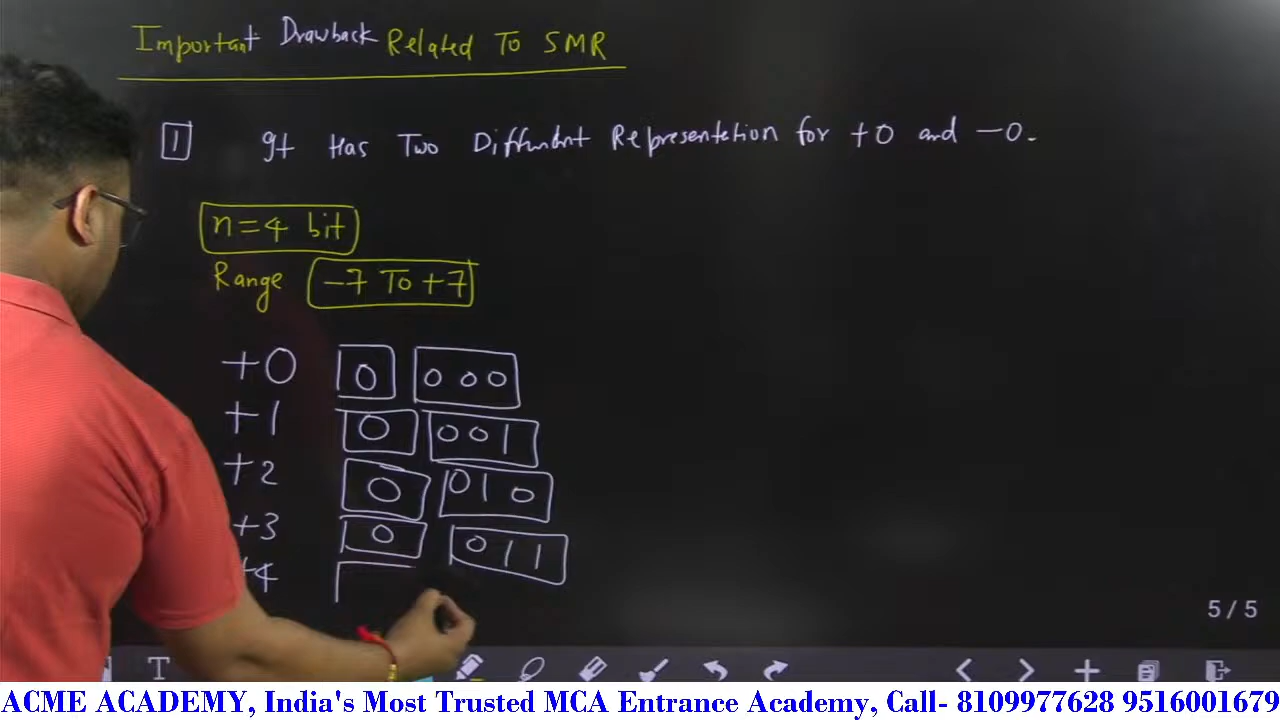 Important Drawback Related To SMR
1 It Has Two Different Representation for +0 and -0.
n=4 bit
Range -7 To +7
+0 0 000
+1 0 001
+2 0 010
+3 0 011
+4
5 / 5
T
ACME ACADEMY, India's Most Trusted MCA Entrance Academy, Call- 8109977628 9516001679